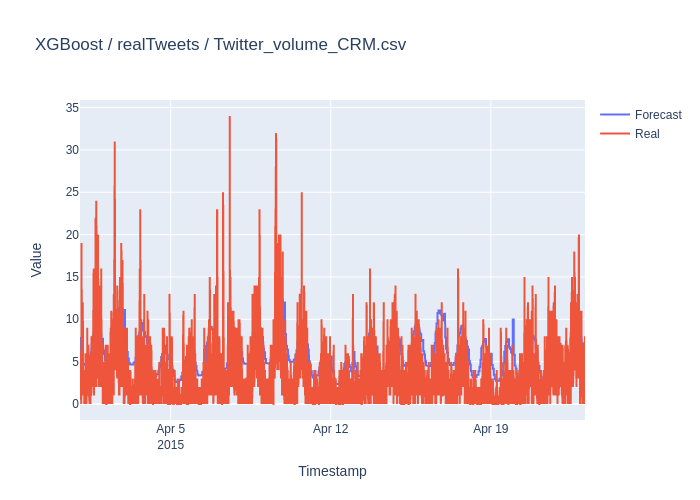 XGBoost / realTweets / Twitter_volume_CRM.csv
Forecast
Real
Value
35
30
25
20
15
10
5
0
Apr 5
2015
Apr 12
Apr 19
Timestamp